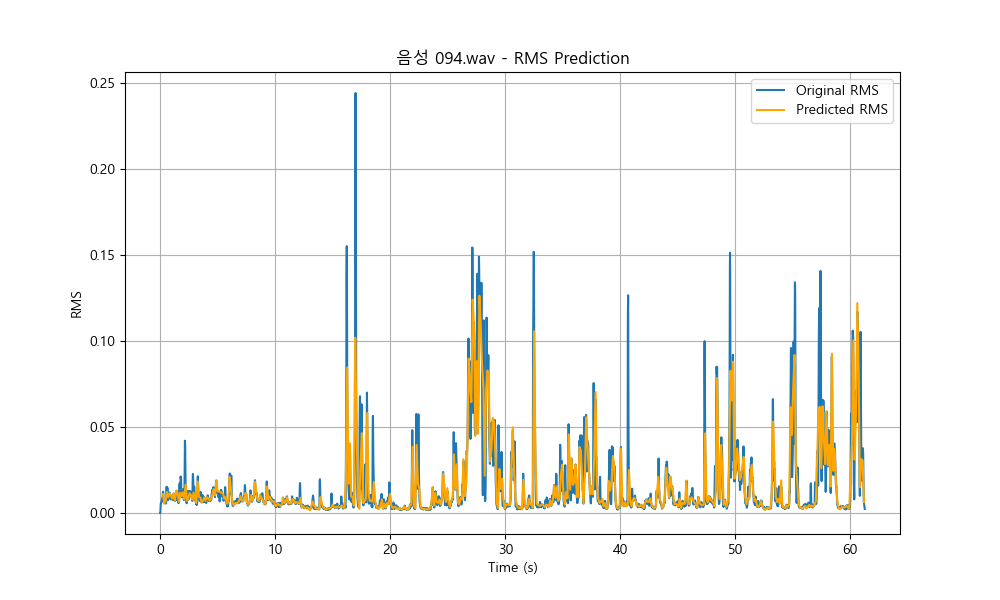 음성 094.wav - RMS Prediction
Original RMS
Predicted RMS
0.25
0.20
0.15
0.10
0.05
0.00
RMS
0 10 20 30 40 50 60
Time (s)